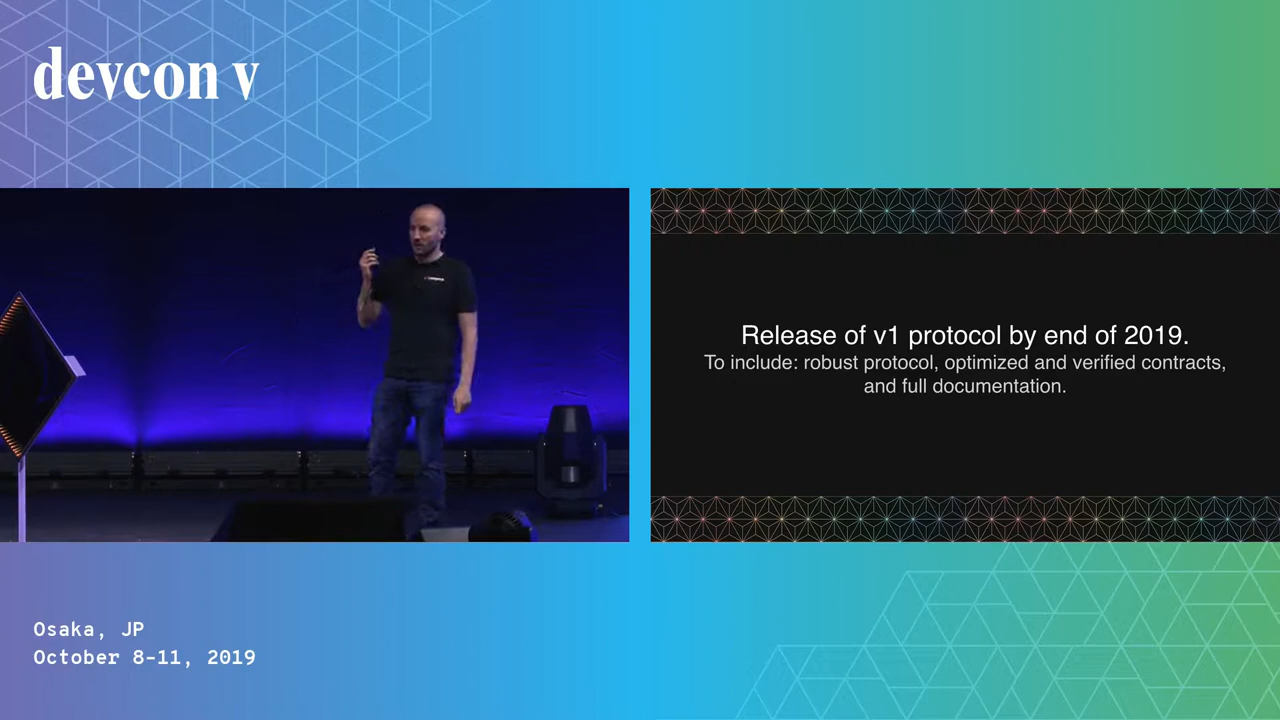 devcon v
Release of v1 protocol by end of 2019.
To include: robust protocol, optimized and verified contracts,
and full documentation.
Osaka, JP
October 8-11, 2019